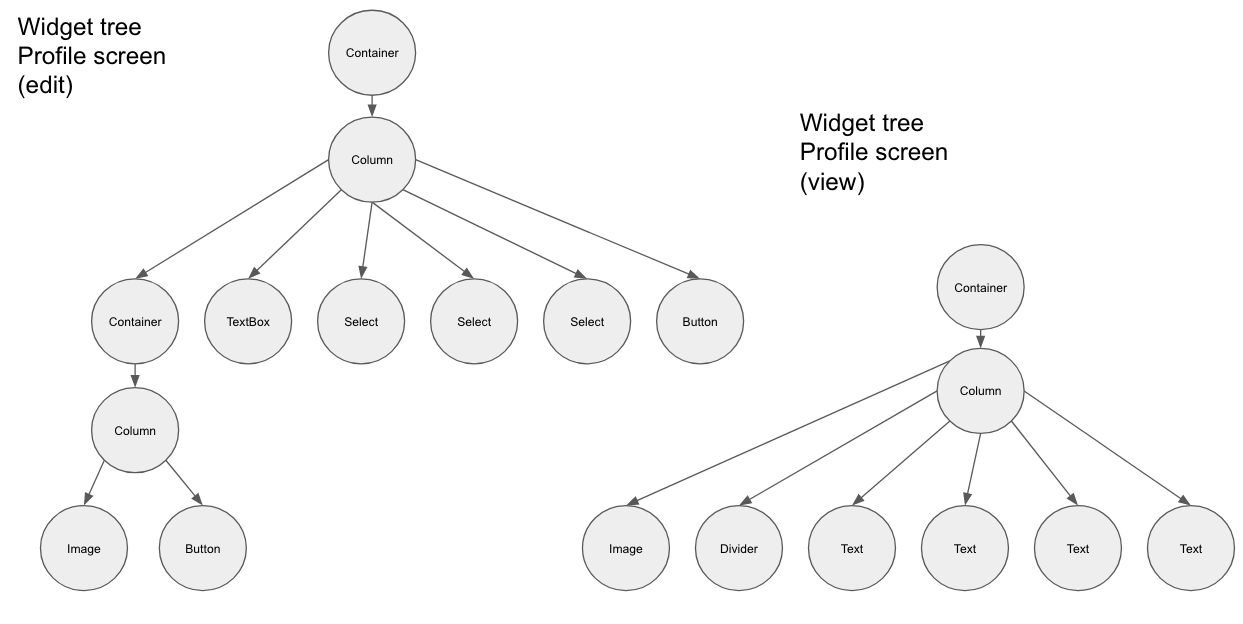 Widget tree
Profile screen
(edit)
Container
Column
Container
TextBox
Select
Select
Select
Button
Column
Image
Button
Widget tree
Profile screen
(view)
Container
Column
Image
Divider
Text
Text
Text
Text